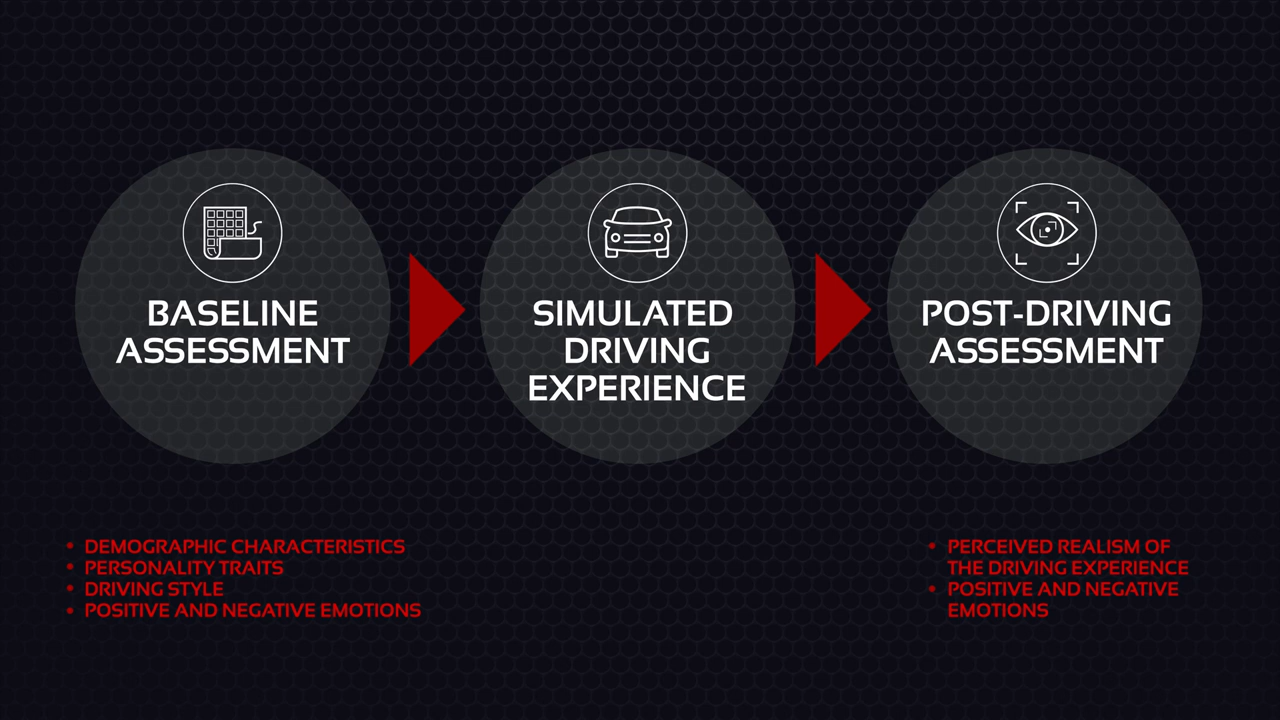 BASELINE
ASSESSMENT
SIMULATED
DRIVING
EXPERIENCE
POST-DRIVING
ASSESSMENT
• DEMOGRAPHIC CHARACTERISTICS
• PERSONALITY TRAITS
• DRIVING STYLE
• POSITIVE AND NEGATIVE EMOTIONS
• PERCEIVED REALISM OF
THE DRIVING EXPERIENCE
• POSITIVE AND NEGATIVE
EMOTIONS